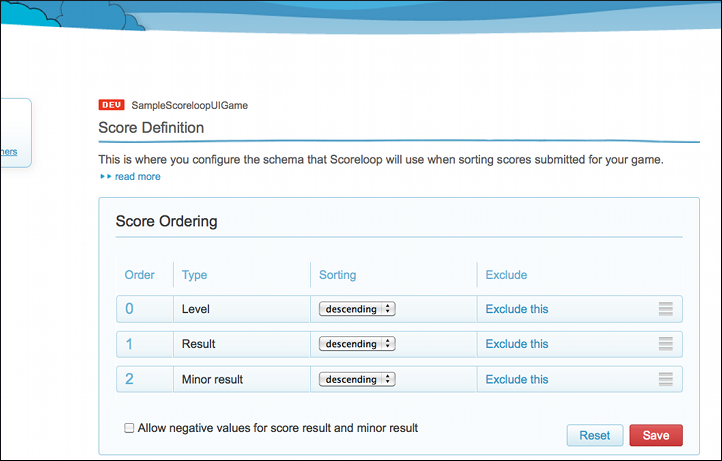 DEV SampleScoreloopUIGame
Score Definition
ners
This is where you configure the schema that Scoreloop will use when sorting scores submitted for your game.
read more
Score Ordering
Order Type Sorting Exclude
0 Level descending Exclude this
1 Result descending Exclude this
2 Minor result descending Exclude this
Allow negative values for score result and minor result
Reset Save